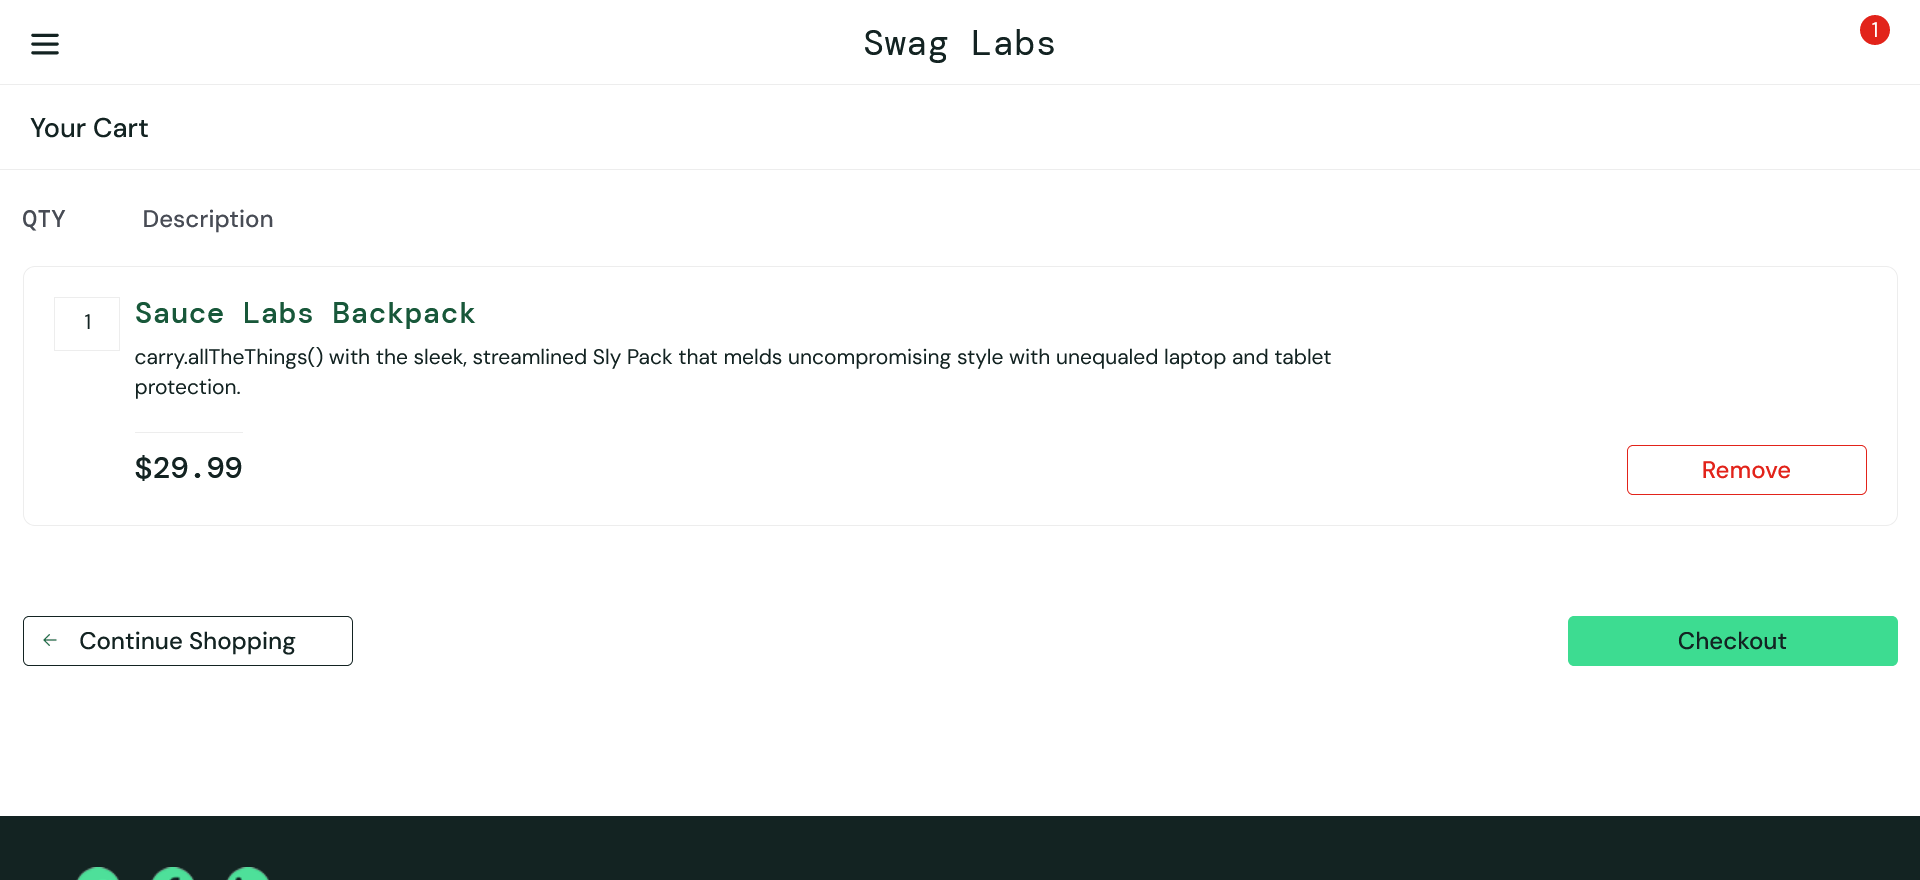 Swag Labs
1
Your Cart
QTY Description
1
Sauce Labs Backpack
carry.allTheThings() with the sleek, streamlined Sly Pack that melds uncompromising style with unequaled laptop and tablet
protection.
$29.99
Remove
Continue Shopping
Checkout